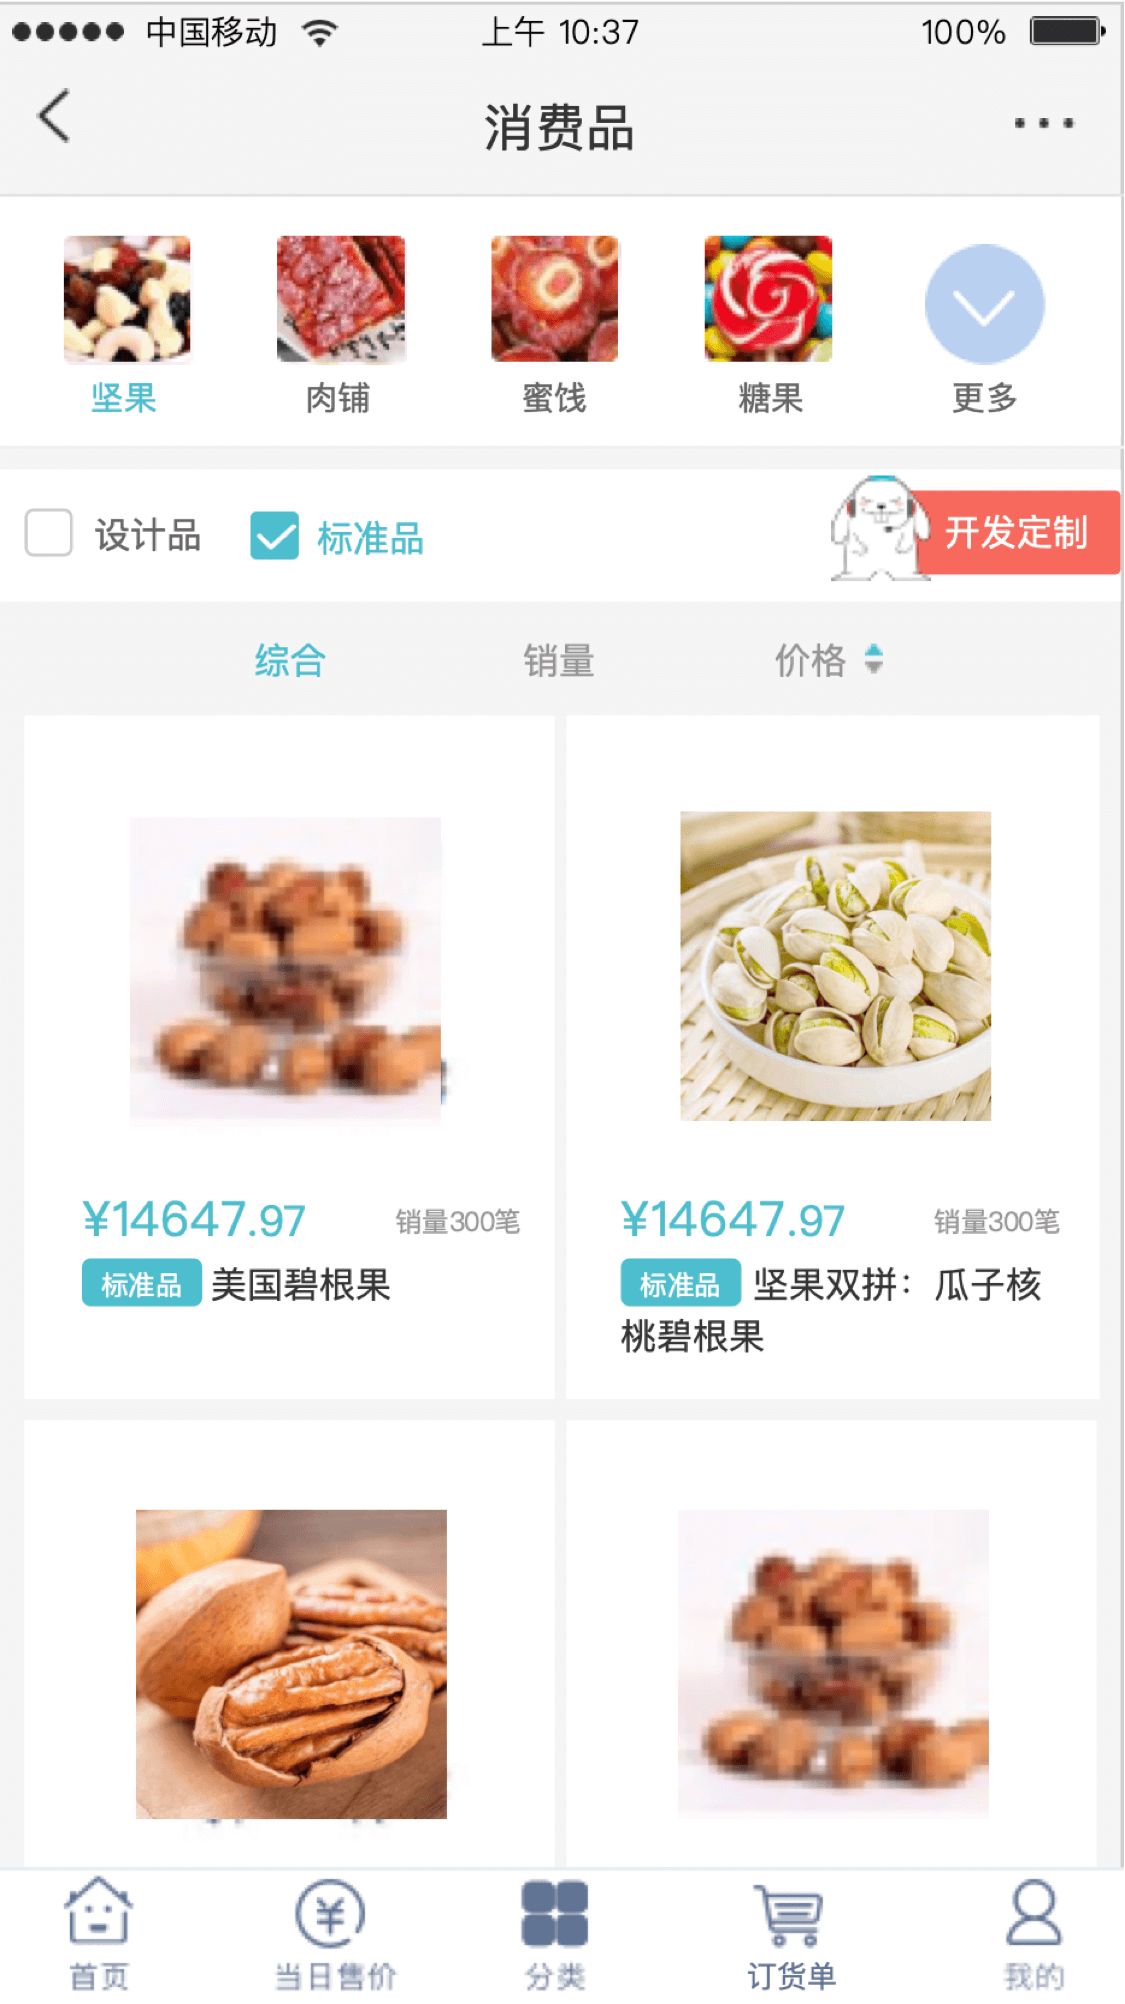 中国移动 上午 10:37 100%
消费品
坚果 肉铺 蜜饯 糖果 更多
设计品 标准品 开发定制
综合 销量 价格
¥14647.97 销量300笔
标准品 美国碧根果
¥14647.97 销量300笔
标准品 坚果双拼：瓜子核
桃碧根果
首页 当日售价 分类 订货单 我的